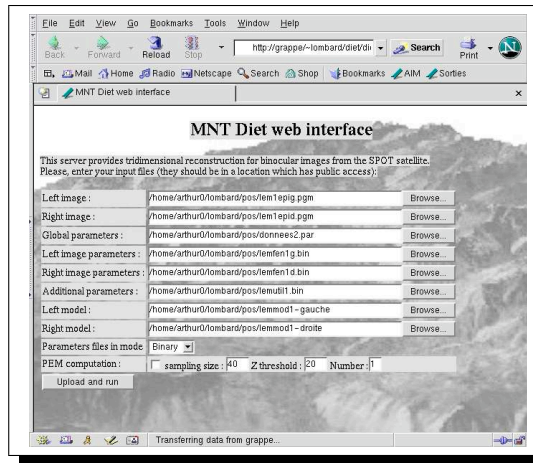 File Edit View Go Bookmarks Tools Window Help
Back Forward Reload Stop http://grappe/~lombard/diet/di Search Print N
Mail Home Radio Netscape Search Shop Bookmarks AIM Sorties
MNT Diet web interface
MNT Diet web interface
This server provides tridimensional reconstruction for binocular images from the SPOT satellite.
Please, enter your input files (they should be in a location which has public access):
Left image : /home/arthur0/lombard/pos/lem1epig.pgm Browse...
Right image : /home/arthur0/lombard/pos/lem1epid.pgm Browse...
Global parameters : /home/arthur0/lombard/pos/donnees2.par Browse...
Left image parameters : /home/arthur0/lombard/pos/lemfen1g.bin Browse...
Right image parameters : /home/arthur0/lombard/pos/lemfen1d.bin Browse...
Additional parameters : /home/arthur0/lombard/pos/lemutil1.bin Browse...
Left model : /home/arthur0/lombard/pos/lemmod1-gauche Browse...
Right model : /home/arthur0/lombard/pos/lemmod1-droite Browse...
Parameters files in mode Binary
PEM computation : sampling size : 40 Z threshold : 20 Number : 1
Upload and run
Transferring data from grappe...